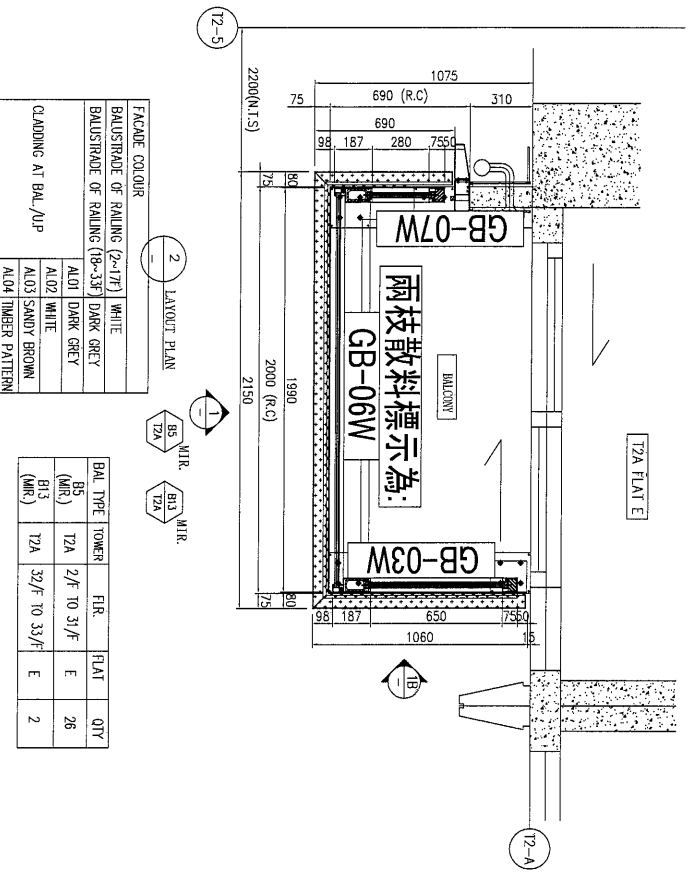 T2-5
2200(N.T.S)
1075
75
690 (R.C)
310
690
98
187
280
75
50
75
80
GB-07W
兩枝散料標示為:
GB-06W
BALCONY
T2A FLAT E
1990
2000 (R.C)
2150
GB-03W
80
75
98
187
650
75
50
1060
15
1B
-
T2-A
1
-
2
-
LAYOUT PLAN
B5
T2A
MIR.
B13
T2A
MIR.
FACADE COLOUR
BALUSTRADE OF RAILING (2~17F) WHITE
BALUSTRADE OF RAILING (18~33F) DARK GREY
CLADDING AT BAL./U.P AL01 DARK GREY
AL02 WHITE
AL03 SANDY BROWN
AL04 TIMBER PATTERN
BAL TYPE TOWER FLR. FLAT QTY
B5 (MIR.) T2A 2/F TO 31/F E 26
B13 (MIR.) T2A 32/F TO 33/F E 2